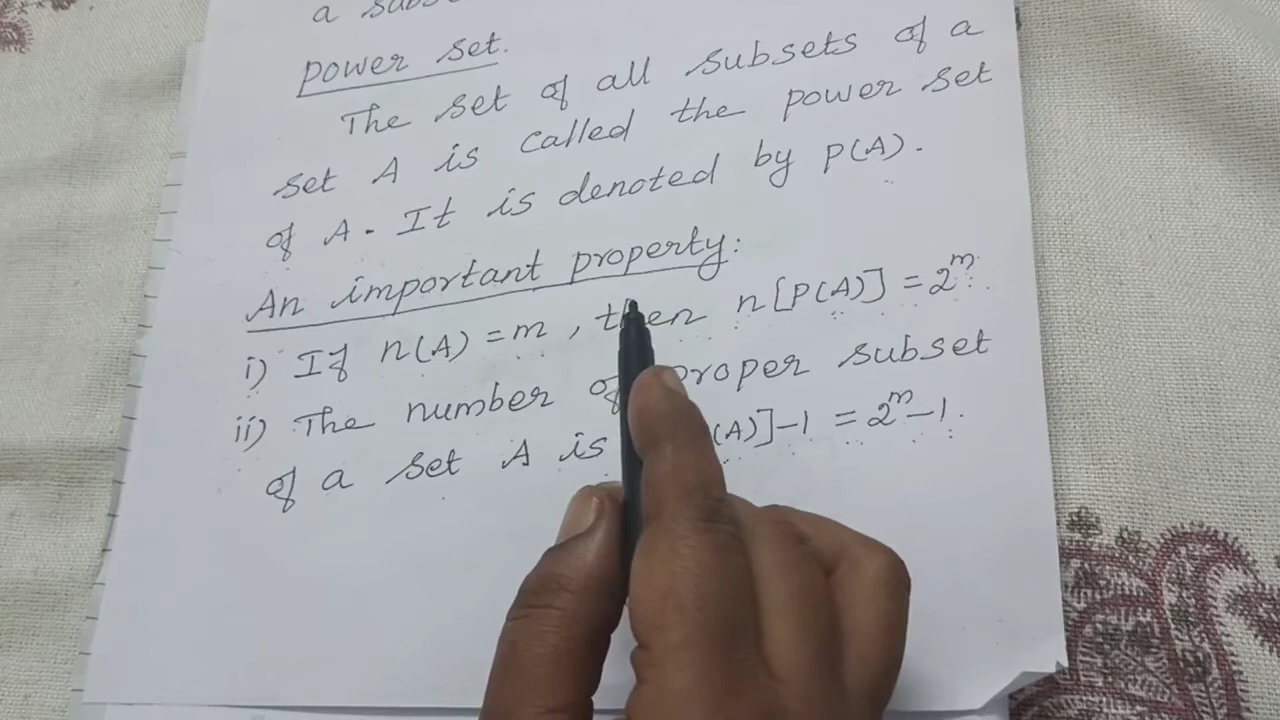 a
power set.
The set of all subsets of a
set A is called the power set
of A. It is denoted by P(A).
An important property:
i) If n(A) = m, then n[P(A)] = 2^m.
ii) The number of proper subset
of a set A is (A)]-1 = 2^m-1.